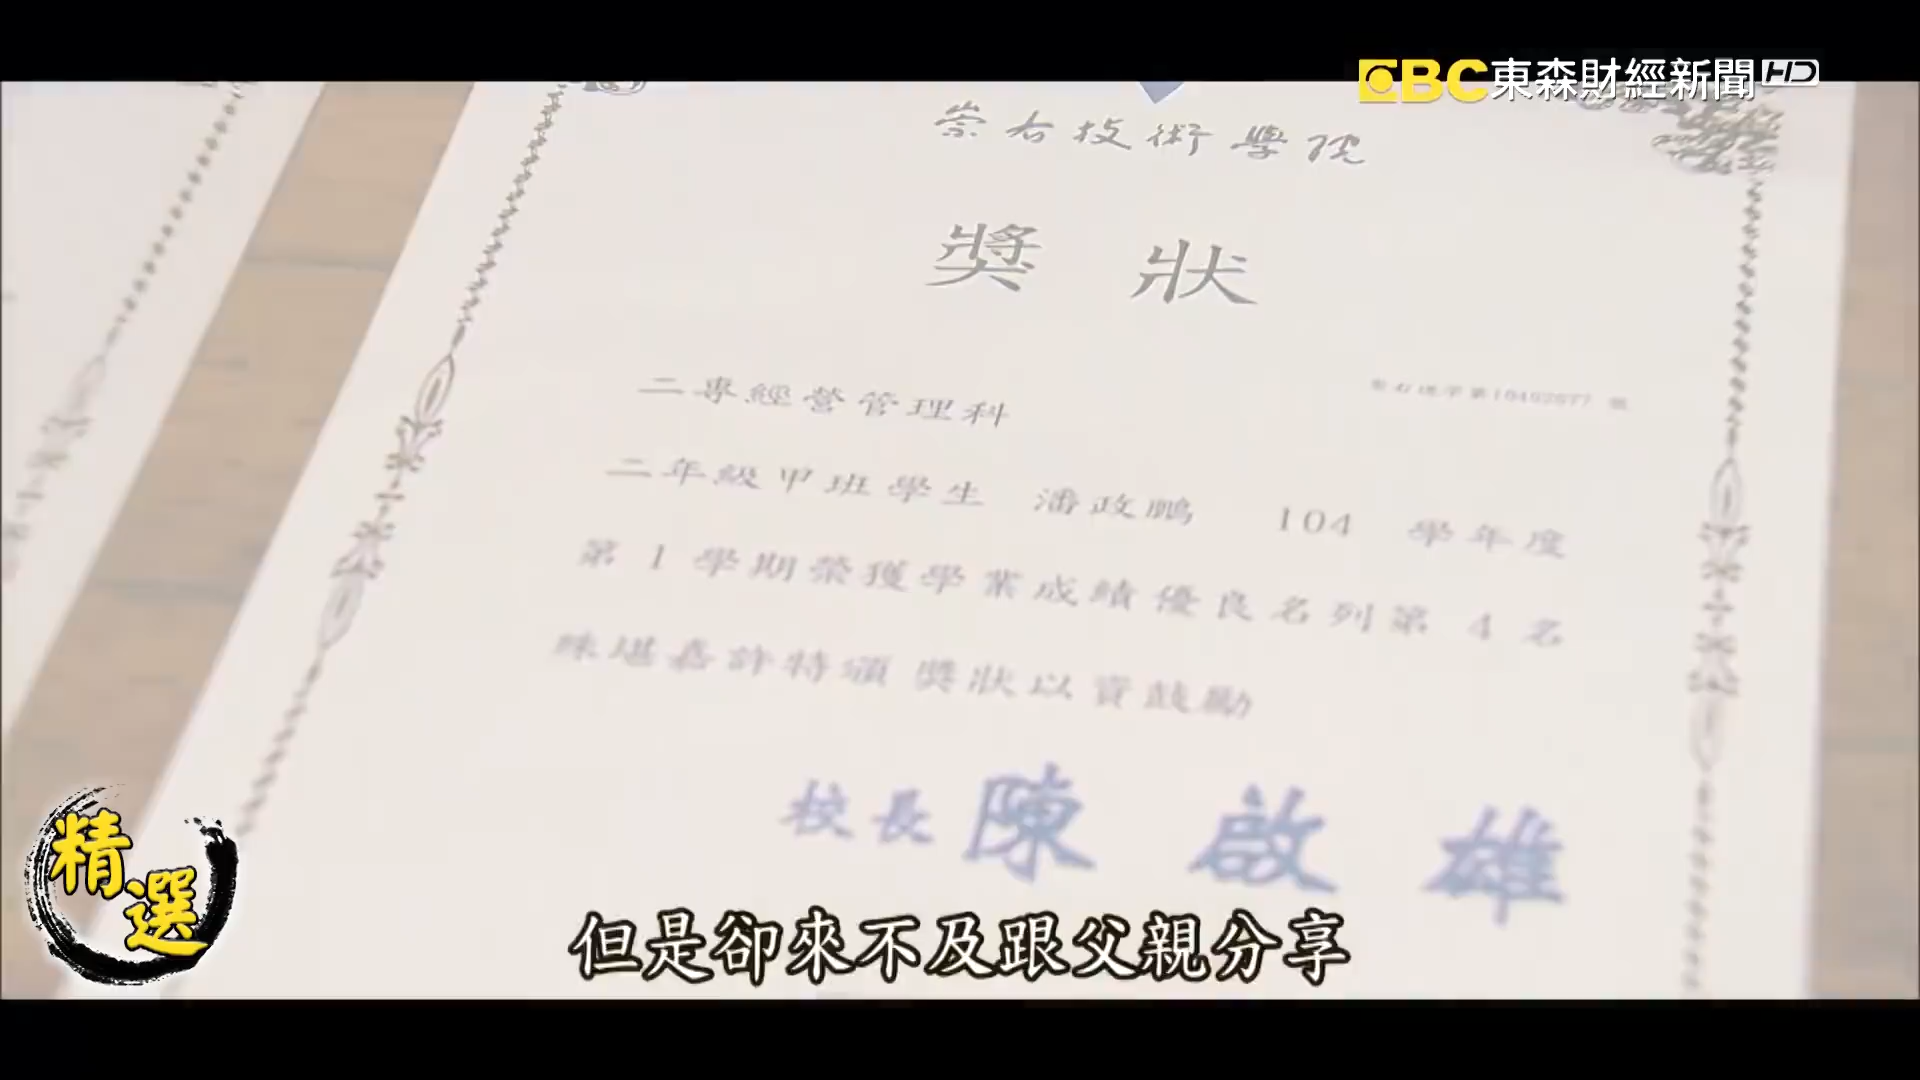 EBC東森財經新聞HD
崇右技術學院
獎狀
二專經營管理科
二年級甲班學生 潘政鵬 104 學年度
第 1 學期榮獲學業成績優良名列第 4 名
殊堪嘉許特頒獎狀以資鼓勵
校長 陳啟雄
精選
但是卻來不及跟父親分享